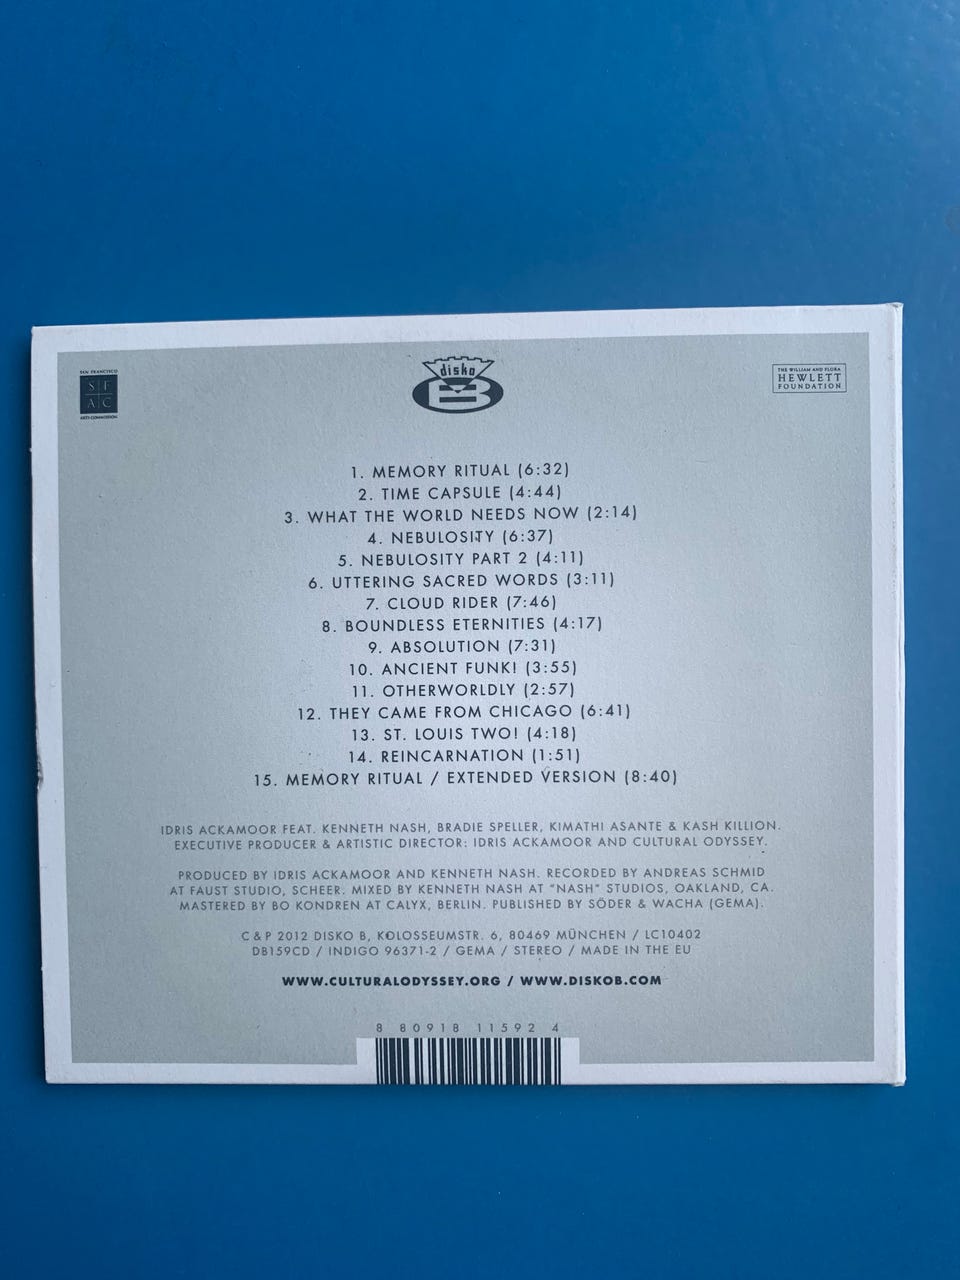 SAN FRANCISCO
S F
A C
ARTS COMMISSION
disko
B
THE WILLIAM AND FLORA
HEWLETT
FOUNDATION
1. MEMORY RITUAL (6:32)
2. TIME CAPSULE (4:44)
3. WHAT THE WORLD NEEDS NOW (2:14)
4. NEBULOSITY (6:37)
5. NEBULOSITY PART 2 (4:11)
6. UTTERING SACRED WORDS (3:11)
7. CLOUD RIDER (7:46)
8. BOUNDLESS ETERNITIES (4:17)
9. ABSOLUTION (7:31)
10. ANCIENT FUNK! (3:55)
11. OTHERWORLDLY (2:57)
12. THEY CAME FROM CHICAGO (6:41)
13. ST. LOUIS TWO! (4:18)
14. REINCARNATION (1:51)
15. MEMORY RITUAL / EXTENDED VERSION (8:40)
IDRIS ACKAMOOR FEAT. KENNETH NASH, BRADIE SPELLER, KIMATHI ASANTE & KASH KILLION.
EXECUTIVE PRODUCER & ARTISTIC DIRECTOR: IDRIS ACKAMOOR AND CULTURAL ODYSSEY.
PRODUCED BY IDRIS ACKAMOOR AND KENNETH NASH. RECORDED BY ANDREAS SCHMID
AT FAUST STUDIO, SCHEER. MIXED BY KENNETH NASH AT "NASH" STUDIOS, OAKLAND, CA.
MASTERED BY BO KONDREN AT CALYX, BERLIN. PUBLISHED BY SÖDER & WACHA (GEMA).
C & P 2012 DISKO B, KOLOSSEUMSTR. 6, 80469 MÜNCHEN / LC10402
DB159CD / INDIGO 96371-2 / GEMA / STEREO / MADE IN THE EU
WWW.CULTURALODYSSEY.ORG / WWW.DISKOB.COM
8 80918 11592 4